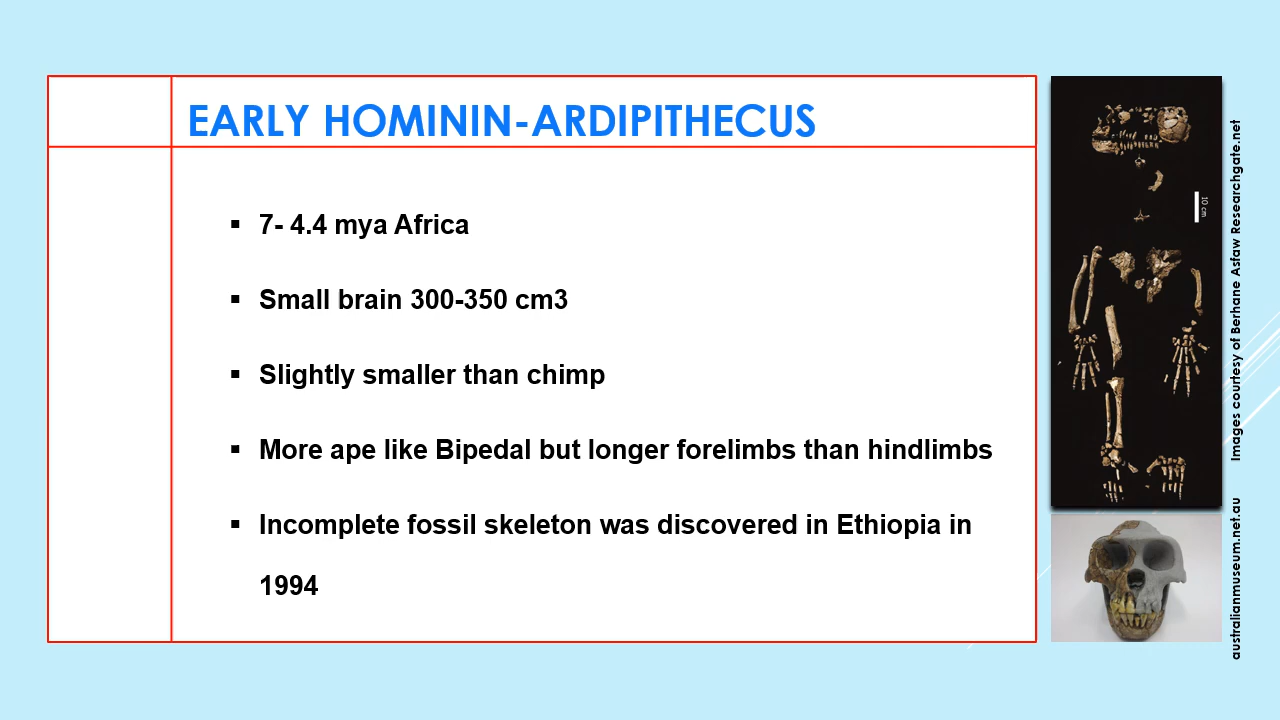 EARLY HOMININ-ARDIPITHECUS
▪ 7- 4.4 mya Africa
▪ Small brain 300-350 cm3
▪ Slightly smaller than chimp
▪ More ape like Bipedal but longer forelimbs than hindlimbs
▪ Incomplete fossil skeleton was discovered in Ethiopia in
1994
10 cm
australianmuseum.net.au Images courtesy of Berhane Asfaw Researchgate.net